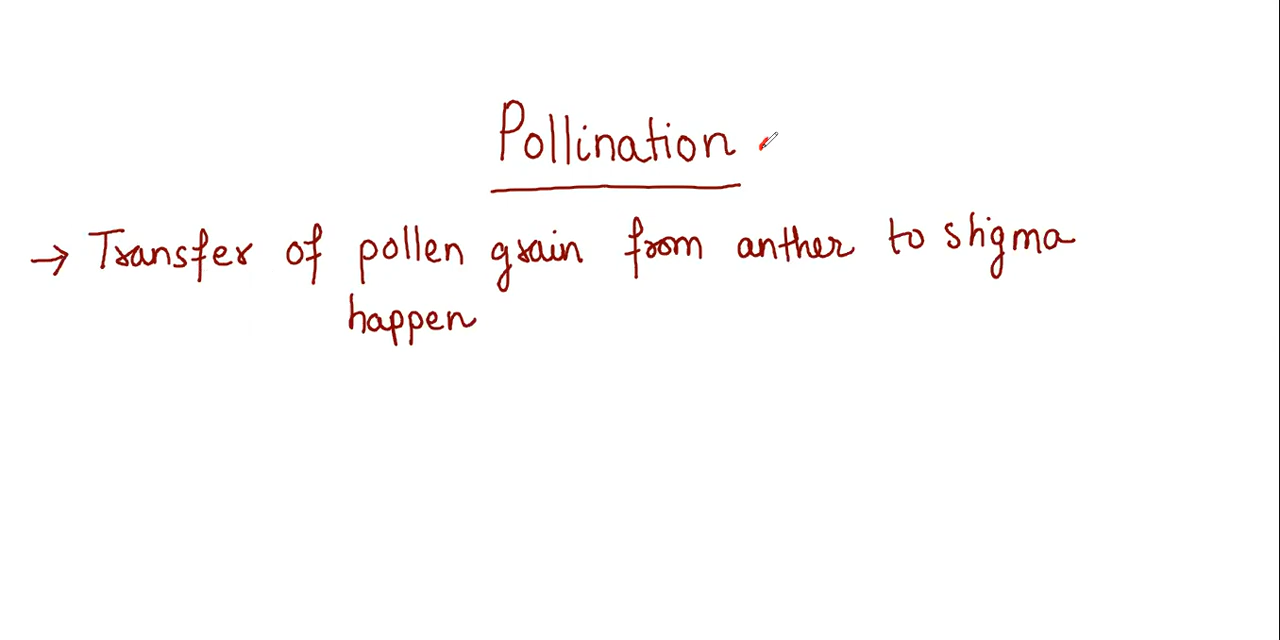 Pollination
→ Transfer of pollen grain from anther to stigma
happen